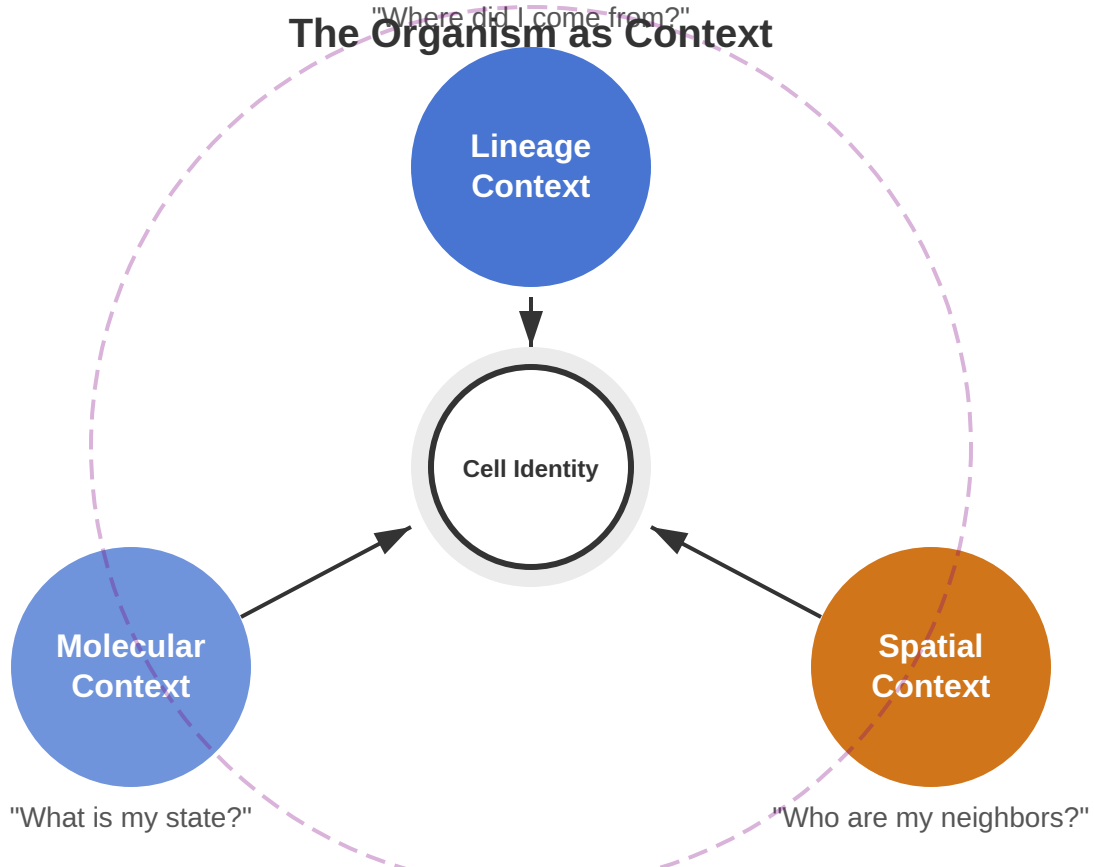 "Where did I come from?"
The Organism as Context
Lineage
Context
Cell Identity
Molecular
Context
Spatial
Context
"What is my state?"
"Who are my neighbors?"